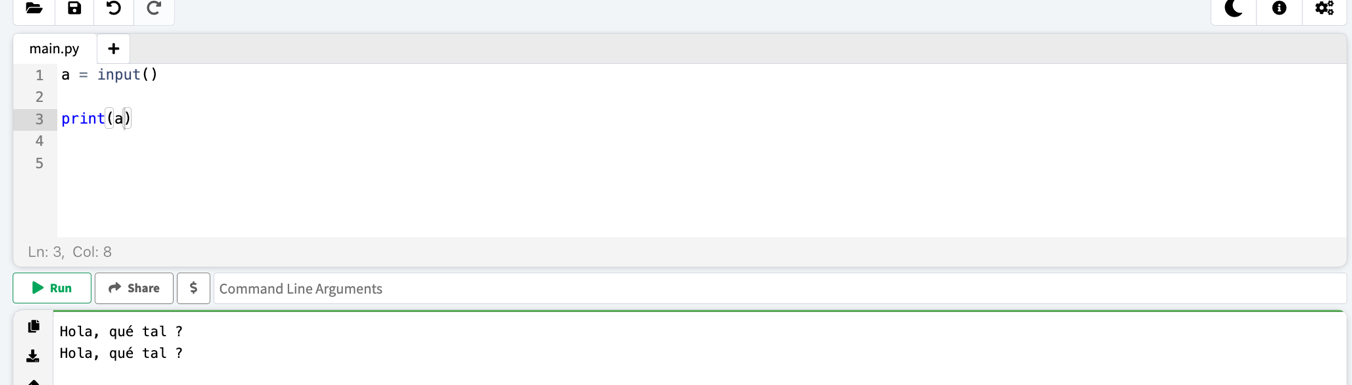 main.py +
1 a = input()
2
3 print(a)
4
5
Ln: 3, Col: 8
Run Share $ Command Line Arguments
Hola, qué tal ?
Hola, qué tal ?